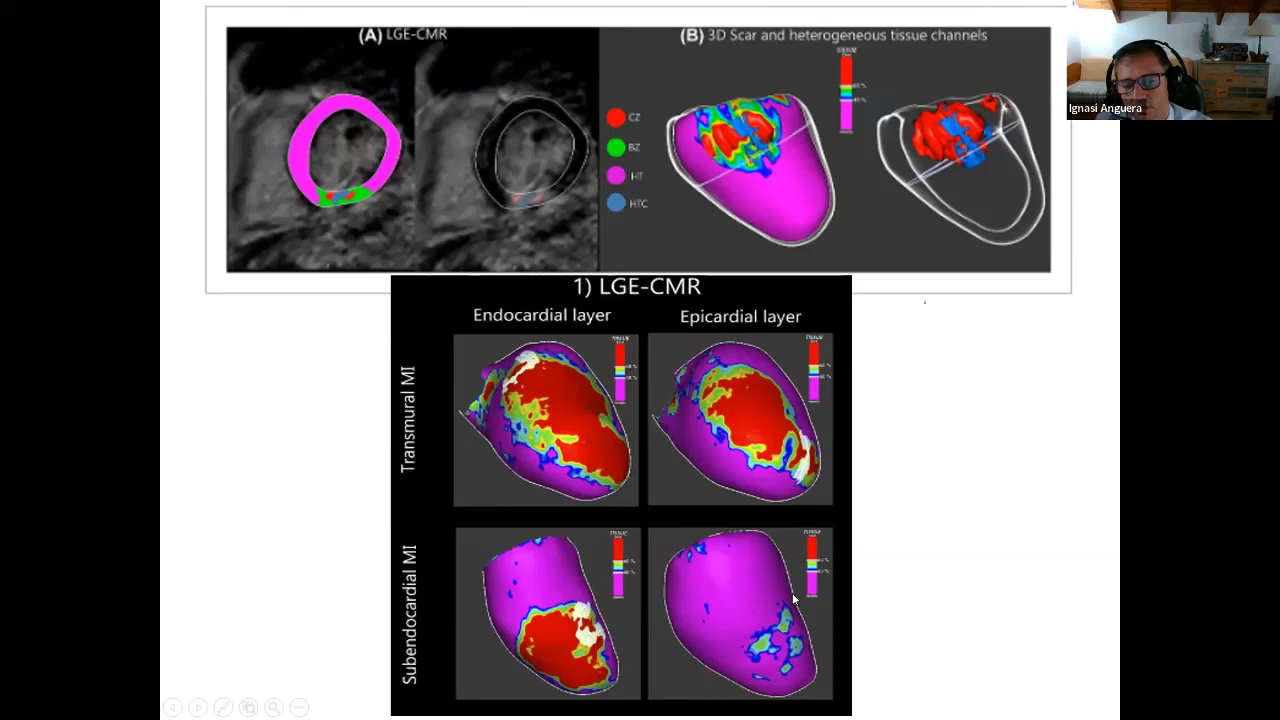 (A) LGE-CMR
(B) 3D Scar and heterogeneous tissue channels
Ignasi Anguera
CZ
BZ
HT
HTC
1) LGE-CMR
Endocardial layer
Epicardial layer
Transmural MI
Subendocardial MI